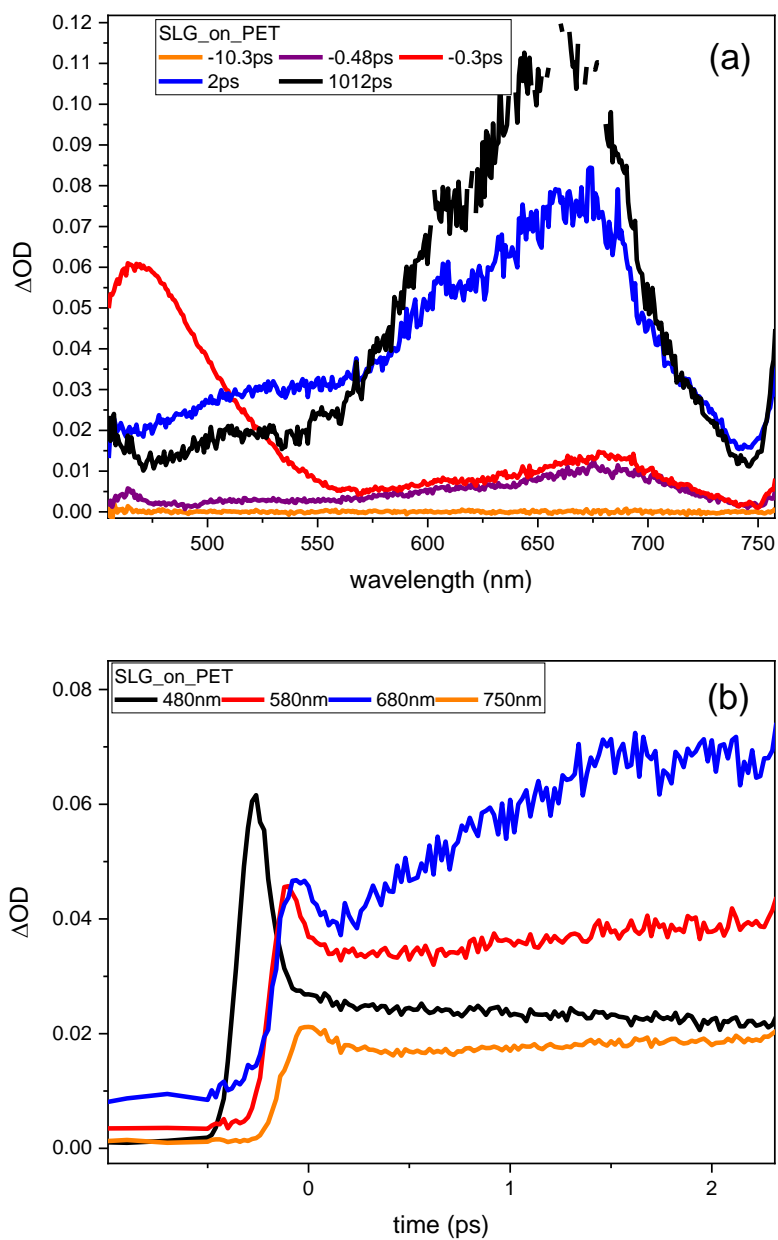 (a)
SLG_on_PET
-10.3ps -0.48ps -0.3ps
2ps 1012ps
0.12
0.11
0.10
0.09
0.08
0.07
0.06
0.05
0.04
0.03
0.02
0.01
0.00
ΔOD
500 550 600 650 700 750
wavelength (nm)
(b)
SLG_on_PET
480nm 580nm 680nm 750nm
0.08
0.06
0.04
0.02
0.00
ΔOD
0 1 2
time (ps)